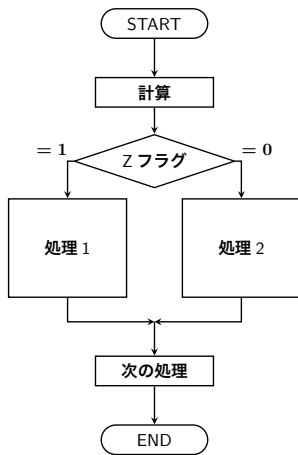 START
計算
= 1
Z フラグ
= 0
処理 1
処理 2
次の処理
END